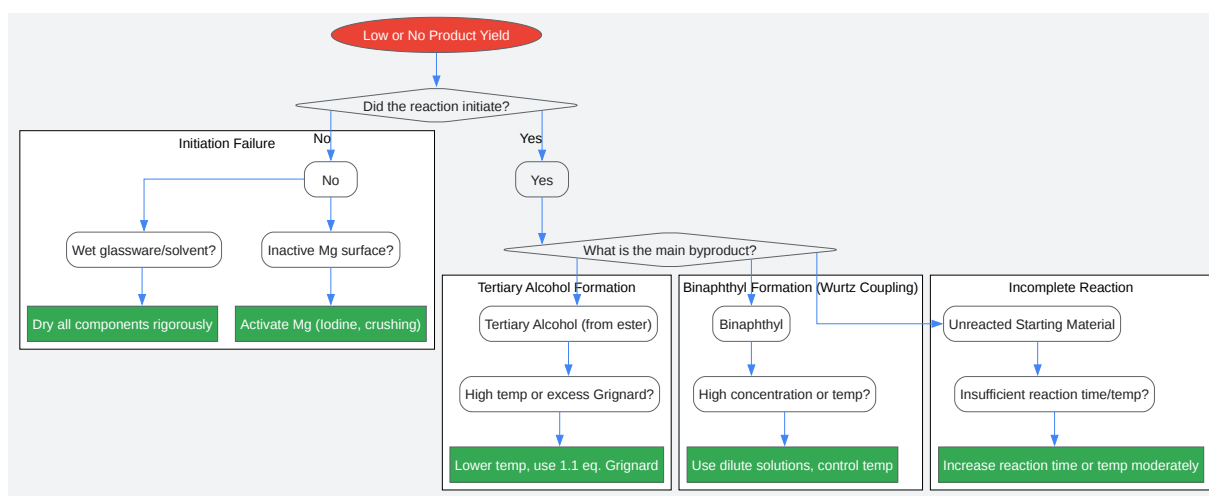 Low or No Product Yield
Did the reaction initiate?
No
Yes
Initiation Failure
No
Yes
Wet glassware/solvent?
Inactive Mg surface?
What is the main byproduct?
Dry all components rigorously
Activate Mg (Iodine, crushing)
Tertiary Alcohol Formation
Binaphthyl Formation (Wurtz Coupling)
Incomplete Reaction
Tertiary Alcohol (from ester)
Binaphthyl
Unreacted Starting Material
High temp or excess Grignard?
High concentration or temp?
Insufficient reaction time/temp?
Lower temp, use 1.1 eq. Grignard
Use dilute solutions, control temp
Increase reaction time or temp moderately